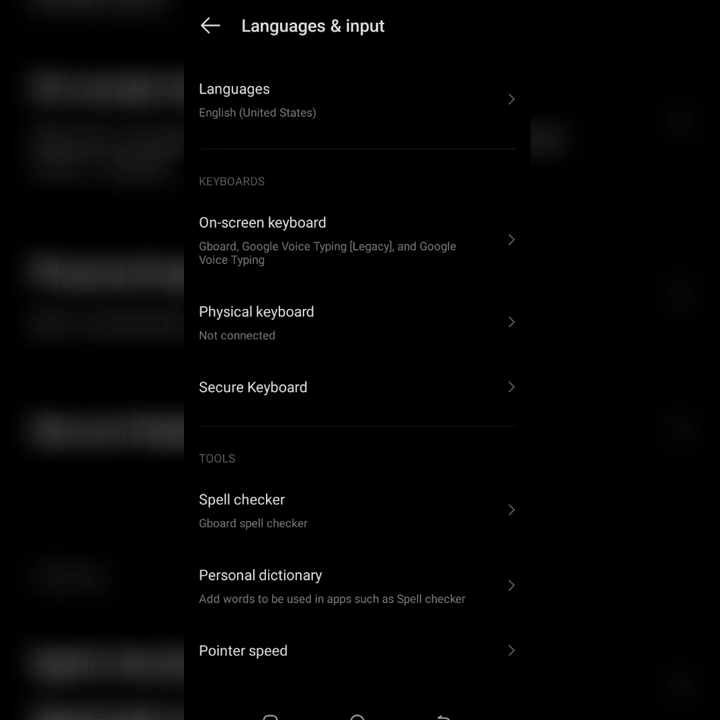 Languages & input
Languages
English (United States)
KEYBOARDS
On-screen keyboard
Gboard, Google Voice Typing [Legacy], and Google
Voice Typing
Physical keyboard
Not connected
Secure Keyboard
TOOLS
Spell checker
Gboard spell checker
Personal dictionary
Add words to be used in apps such as Spell checker
Pointer speed